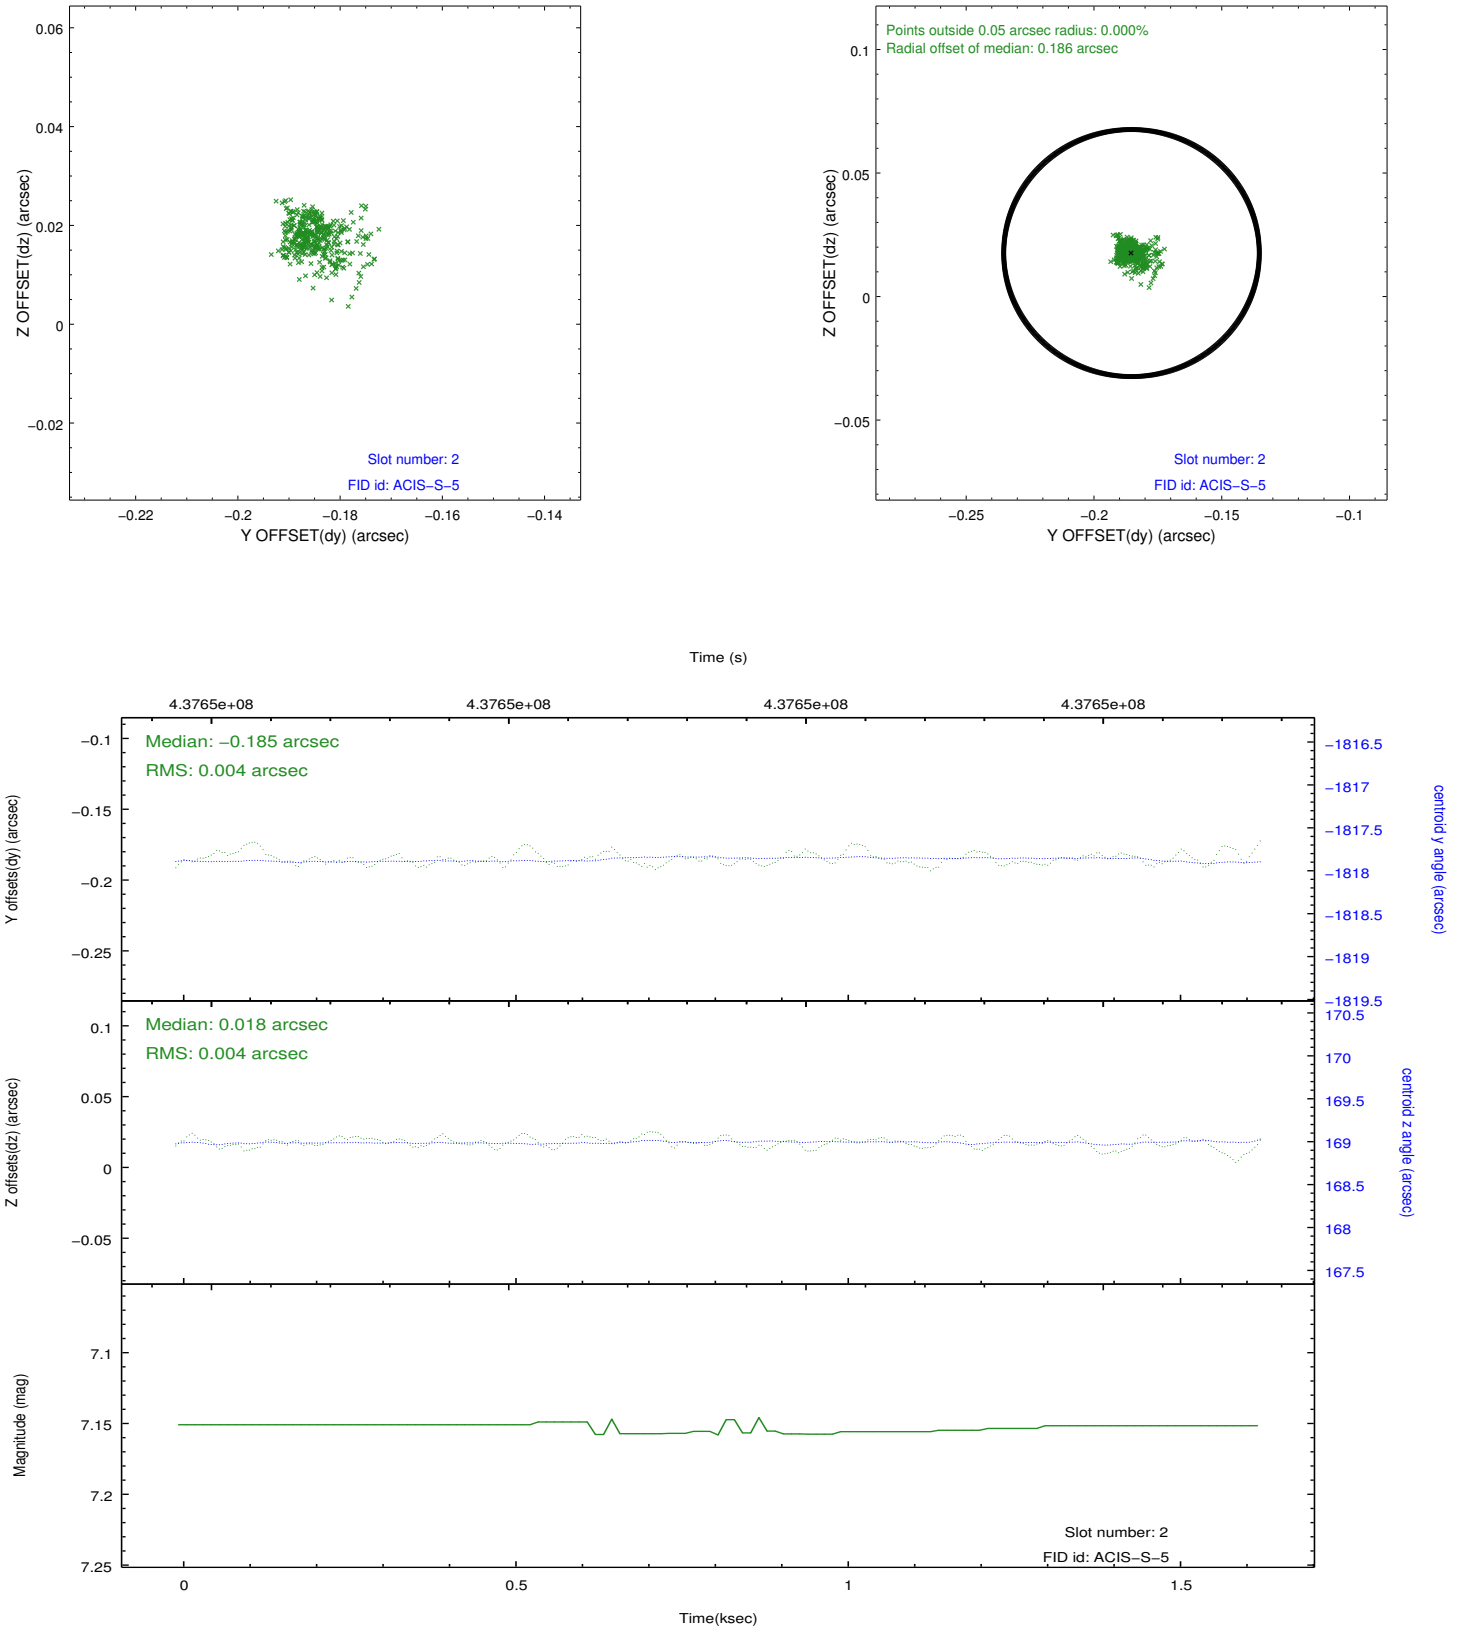 0.06
0.04
0.02
0
−0.02
Z OFFSET(dz) (arcsec)
Slot number: 2
FID id: ACIS−S−5
−0.22
−0.2
−0.18
−0.16
−0.14
Y OFFSET(dy) (arcsec)
Points outside 0.05 arcsec radius: 0.000%
Radial offset of median: 0.186 arcsec
0.1
0.05
0
−0.05
Z OFFSET(dz) (arcsec)
Slot number: 2
FID id: ACIS−S−5
−0.25
−0.2
−0.15
−0.1
Y OFFSET(dy) (arcsec)
Time (s)
4.3765e+08
4.3765e+08
4.3765e+08
4.3765e+08
Median: −0.185 arcsec
RMS: 0.004 arcsec
−0.1
−0.15
−0.2
−0.25
Y offsets(dy) (arcsec)
−1816.5
−1817
−1817.5
−1818
−1818.5
−1819
−1819.5
centroid y angle (arcsec)
Median: 0.018 arcsec
RMS: 0.004 arcsec
0.1
0.05
0
−0.05
Z offsets(dz) (arcsec)
170.5
170
169.5
169
168.5
168
167.5
centroid z angle (arcsec)
7.1
7.15
7.2
7.25
Magnitude (mag)
Slot number: 2
FID id: ACIS−S−5
0
0.5
1
1.5
Time(ksec)